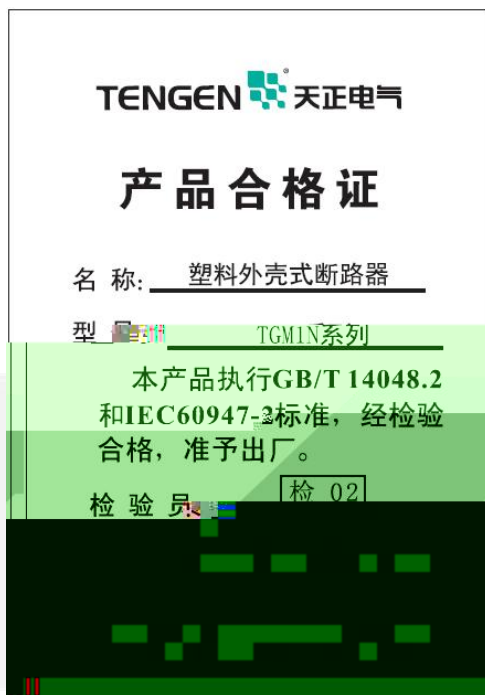 TENGEN 天正电气
产品合格证
名 称: 塑料外壳式断路器
型 号 TGM1N系列
本产品执行GB/T 14048.2
和IEC60947-2标准，经检验
合格，准予出厂。
检 验 员 检 02